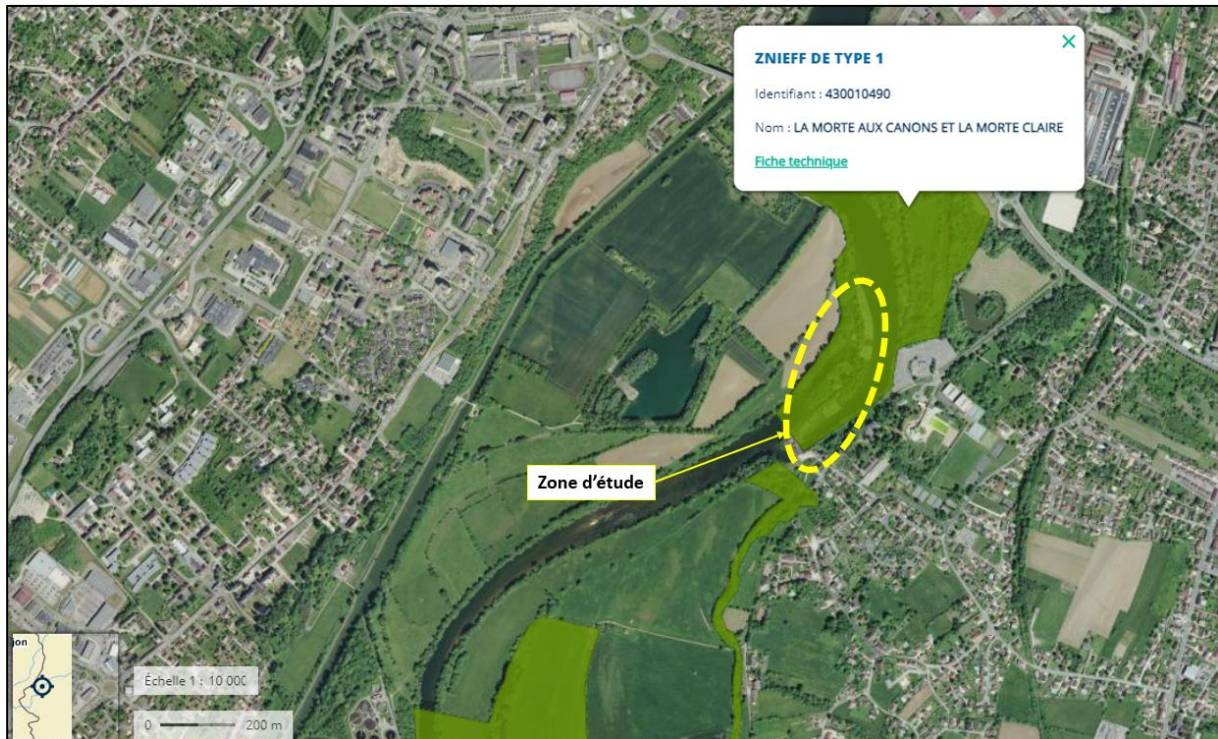 ZNIEFF DE TYPE 1
Identifiant : 430010490
Nom : LA MORTE AUX CANONS ET LA MORTE CLAIRE
Fiche technique
Zone d'étude
jon
Échelle 1 : 10 000
0 200 m